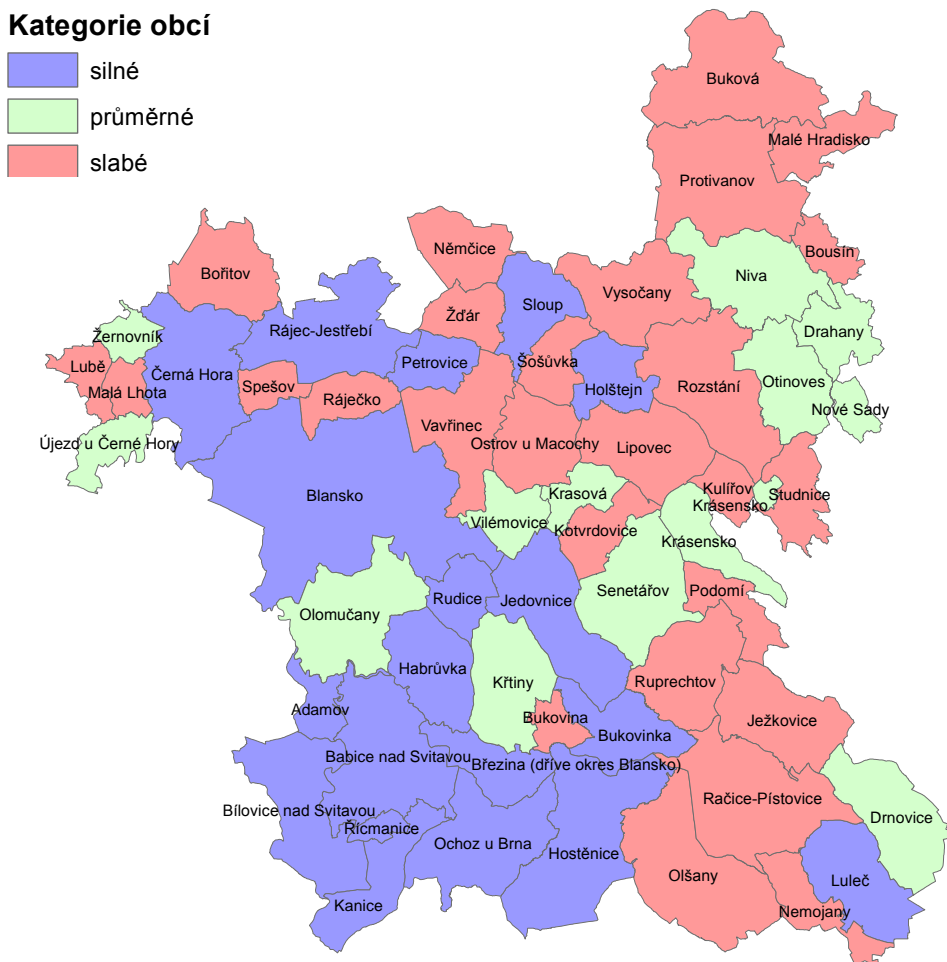 Kategorie obcí
silné
průměrné
slabé
Buková
Malé Hradisko
Protivanov
Bousín
Němčice
Bořitov
Niva
Vysočany
Sloup
Žďár
Drahany
Rájec-Jestřebí
Žernovník
Lubě
Černá Hora
Petrovice
Šošůvka
Holštejn
Rozstání
Otinoves
Malá Lhota
Spešov
Ráječko
Nové Sady
Vavřinec
Ostrov u Macochy
Lipovec
Újezd u Černé Hory
Blansko
Krasová
Kulířov
Studnice
Krásensko
Vilémovice
Kotvrdovice
Krásensko
Senetářov
Podomí
Rudice
Jedovnice
Olomučany
Habrůvka
Křtiny
Ruprechtov
Adamov
Bukovina
Bukovinka
Ježkovice
Babice nad Svitavou
Březina (dříve okres Blansko)
Bílovice nad Svitavou
Račice-Pístovice
Řícmanice
Drnovice
Ochoz u Brna
Hostěnice
Olšany
Luleč
Kanice
Nemojany